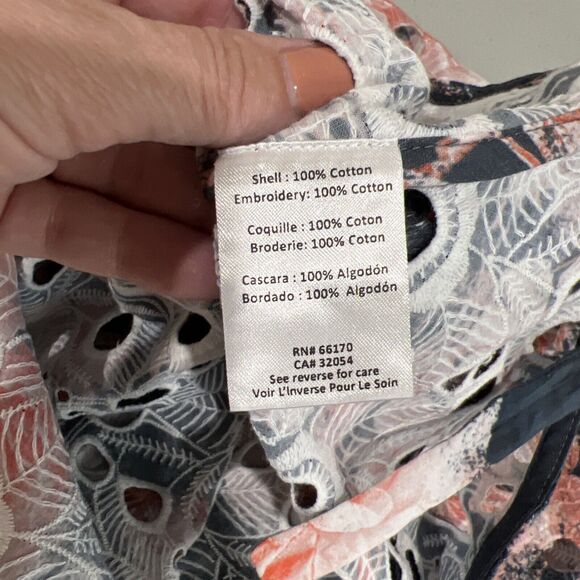 Shell : 100% Cotton
Embroidery: 100% Cotton
Coquille : 100% Coton
Broderie: 100% Coton
Cascara : 100% Algodón
Bordado : 100% Algodón
RN# 66170
CA# 32054
See reverse for care
Voir L'Inverse Pour Le Soin